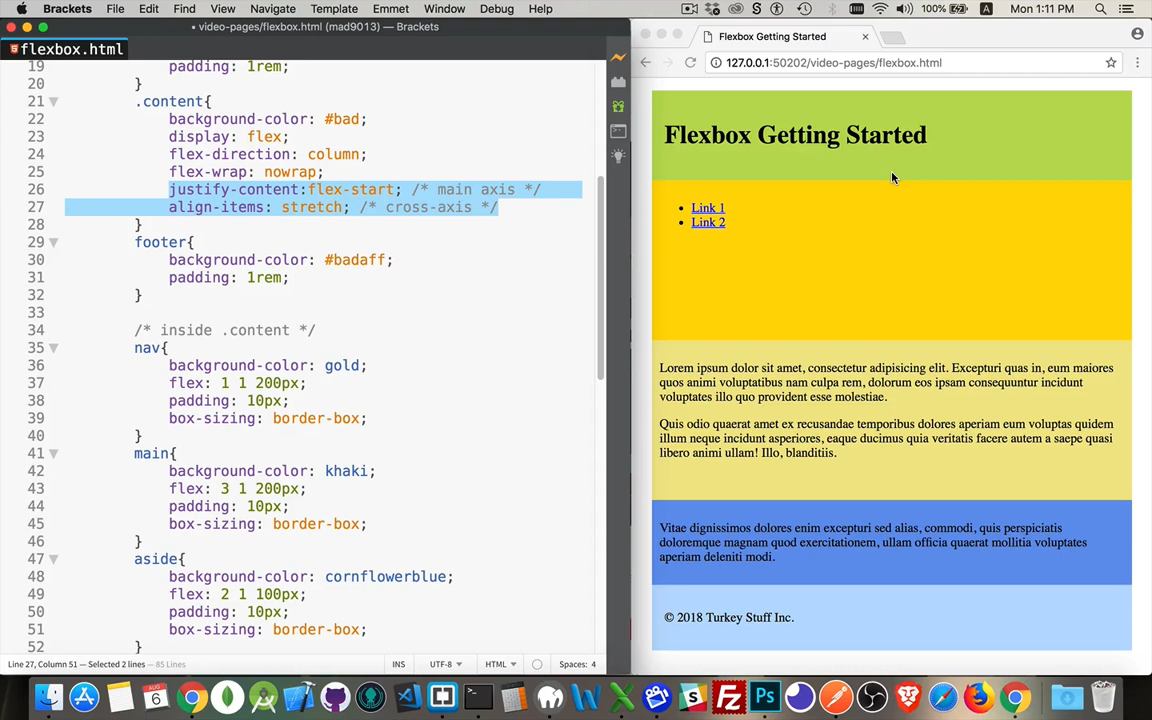 Brackets File Edit Find View Navigate Template Emmet Window Debug Help 100% A Mon 1:11 PM
• video-pages/flexbox.html (mad9013) — Brackets
flexbox.html
19 padding: 1rem;
20 }
21 .content{
22 background-color: #bad;
23 display: flex;
24 flex-direction: column;
25 flex-wrap: nowrap;
26 justify-content:flex-start; /* main axis */
27 align-items: stretch; /* cross-axis */
28 }
29 footer{
30 background-color: #badaff;
31 padding: 1rem;
32 }
33
34 /* inside .content */
35 nav{
36 background-color: gold;
37 flex: 1 1 200px;
38 padding: 10px;
39 box-sizing: border-box;
40 }
41 main{
42 background-color: khaki;
43 flex: 3 1 200px;
44 padding: 10px;
45 box-sizing: border-box;
46 }
47 aside{
48 background-color: cornflowerblue;
49 flex: 2 1 100px;
50 padding: 10px;
51 box-sizing: border-box;
52 }
Line 27, Column 51 — Selected 2 lines — 85 Lines INS UTF-8 HTML Spaces: 4
Flexbox Getting Started
127.0.0.1:50202/video-pages/flexbox.html
Flexbox Getting Started
• Link 1
• Link 2
Lorem ipsum dolor sit amet, consectetur adipisicing elit. Excepturi quas in, eum maiores
quos animi voluptatibus nam culpa rem, dolorum eos ipsam consequuntur incidunt
voluptates illo quo provident esse molestiae.
Quis odio quaerat amet ex recusandae temporibus dolores aperiam eum voluptas quidem
illum neque incidunt asperiores, eaque ducimus quia veritatis facere autem a saepe quasi
libero animi ullam! Illo, blanditiis.
Vitae dignissimos dolores enim excepturi sed alias, commodi, quis perspiciatis
doloremque magnam quod exercitationem, ullam officia quaerat mollitia voluptates
aperiam deleniti modi.
© 2018 Turkey Stuff Inc.
AUG
6
W
X
S
Fz
Ps